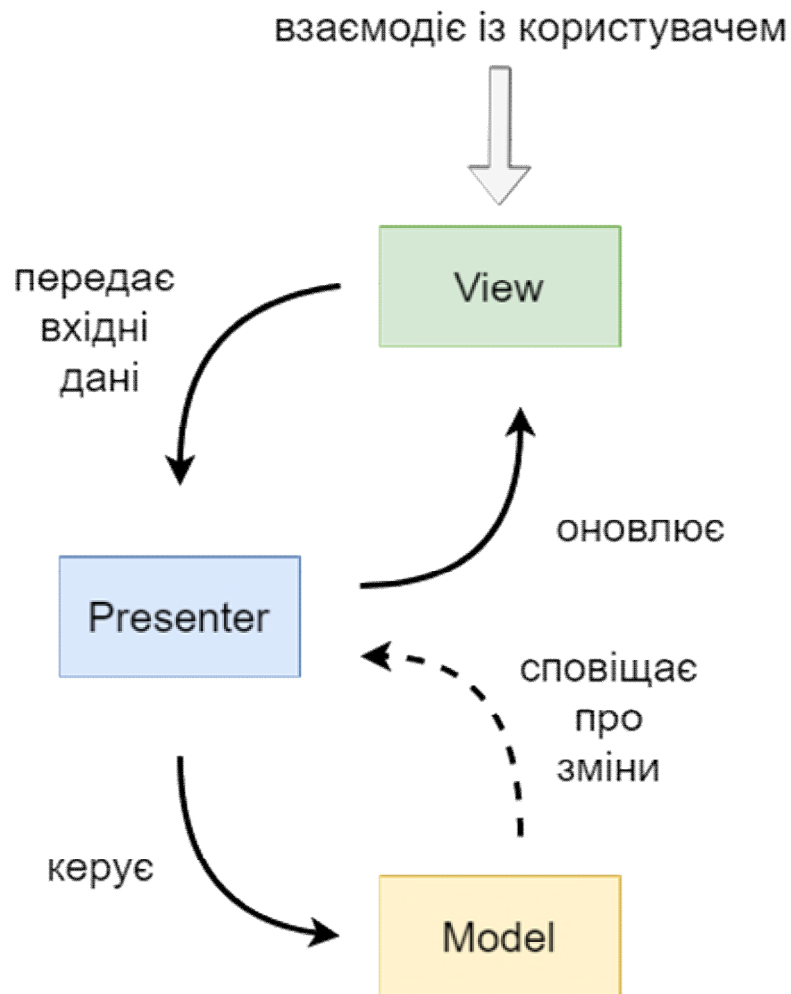 взаємодіє із користувачем
View
передає
вхідні
дані
оновлює
Presenter
сповіщає
про
зміни
керує
Model